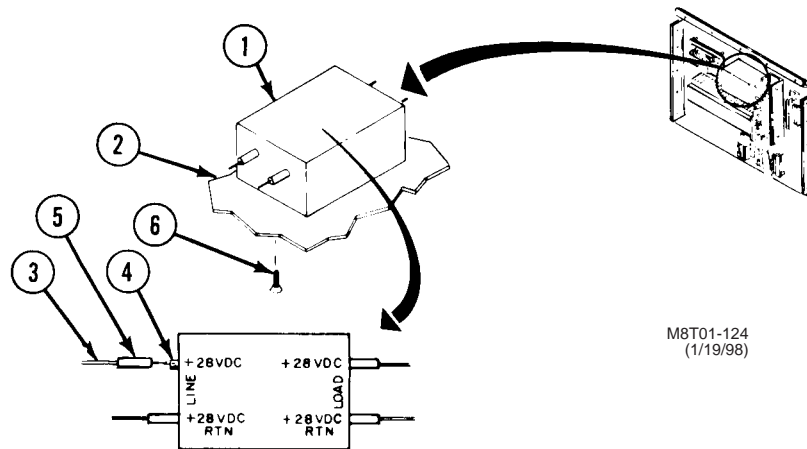 1
2
5
6
3
4
M8T01-124
(1/19/98)
+28VDC +28VDC
LINE
LOAD
+28VDC +28VDC
RTN RTN